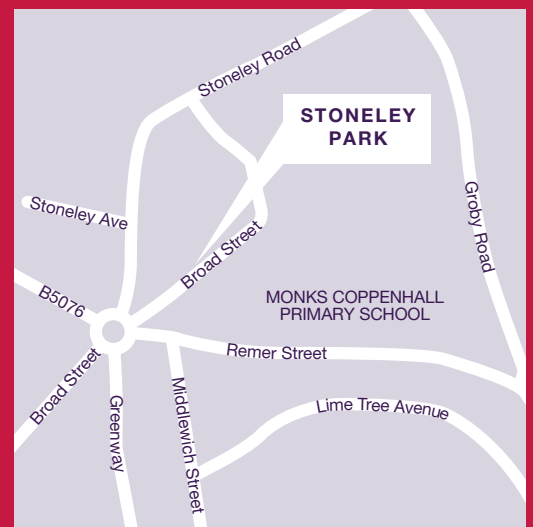 Stoneley Road
STONELEY
PARK
Stoneley Ave
Groby Road
Broad Street
B5076
MONKS COPPENHALL
PRIMARY SCHOOL
Remer Street
Broad Street
Greenway
Middlewich Street
Lime Tree Avenue